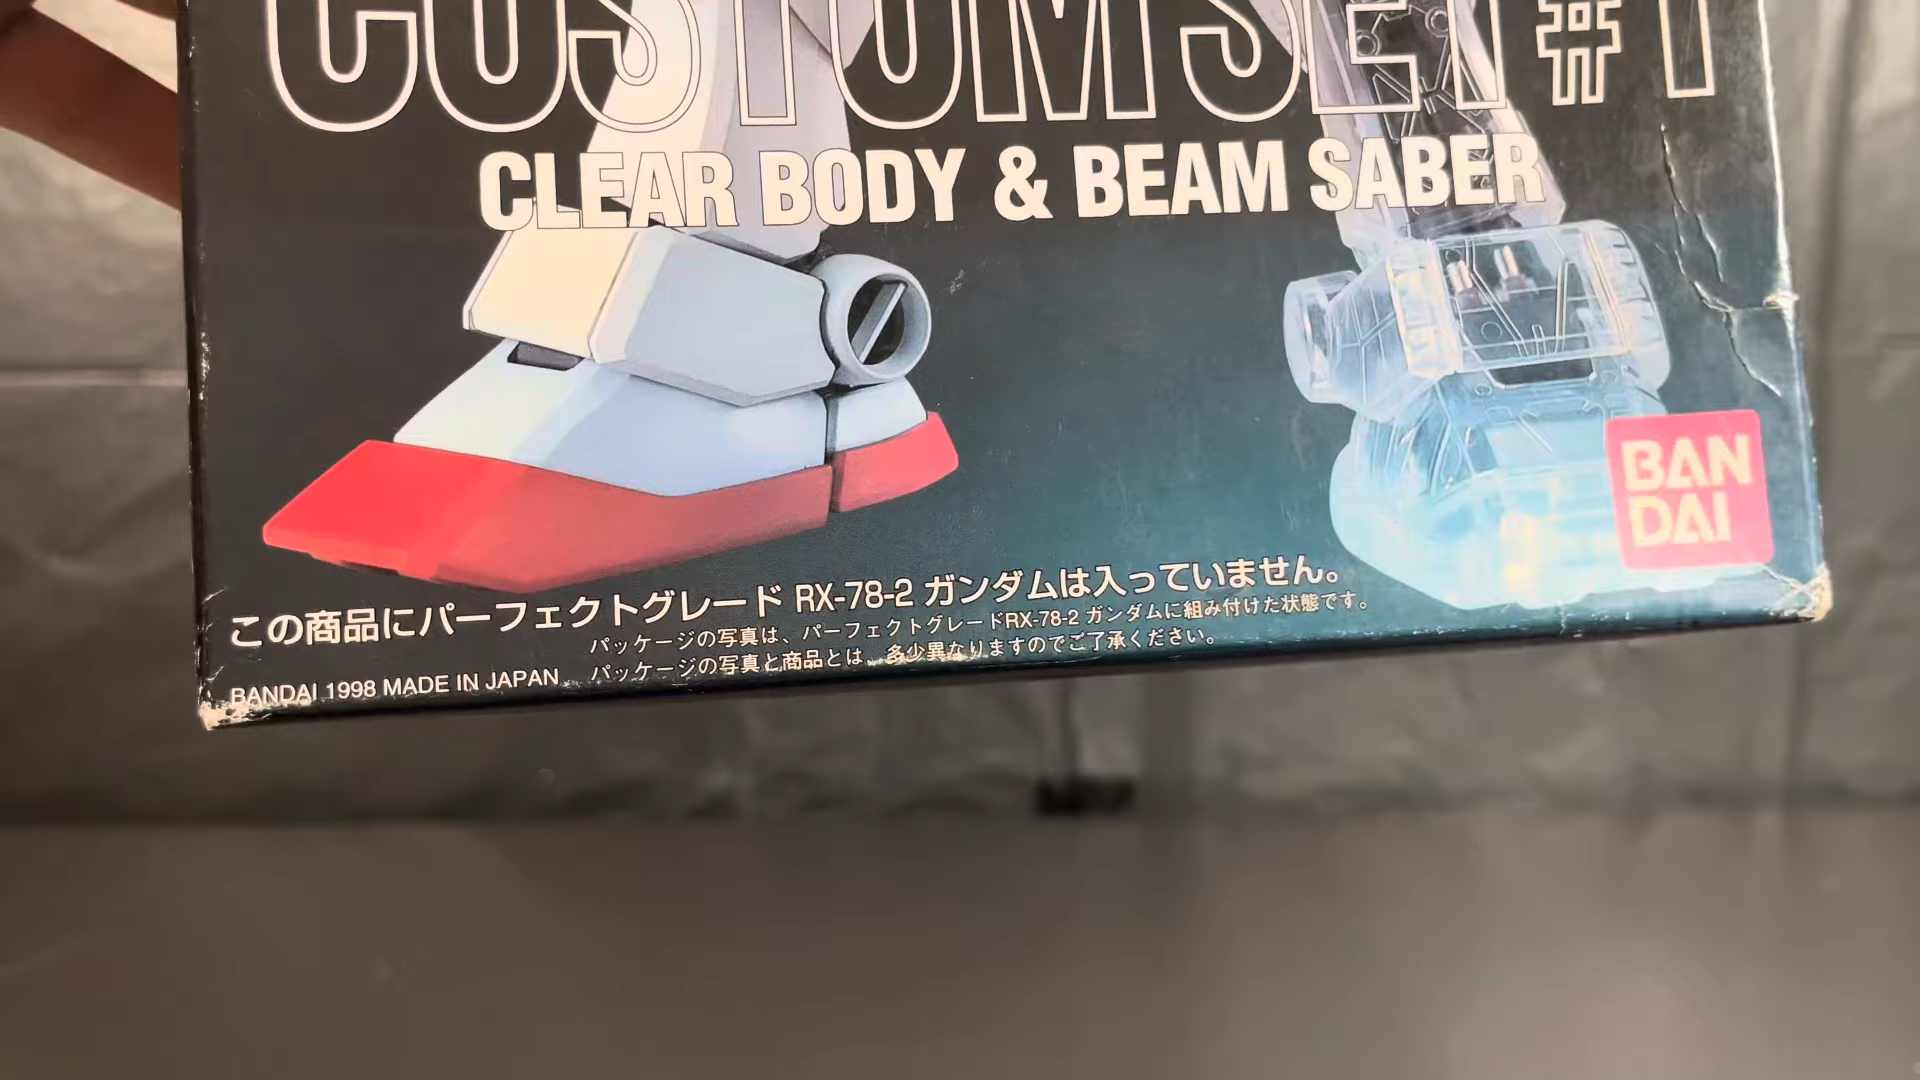 CUSTOM SET #1
CLEAR BODY & BEAM SABER
BAN
DAI
この商品にパーフェクトグレード RX-78-2 ガンダムは入っていません。
パッケージの写真は、パーフェクトグレードRX-78-2 ガンダムに組み付けた状態です。
パッケージの写真と商品とは、多少異なりますのでご了承ください。
BANDAI 1998 MADE IN JAPAN